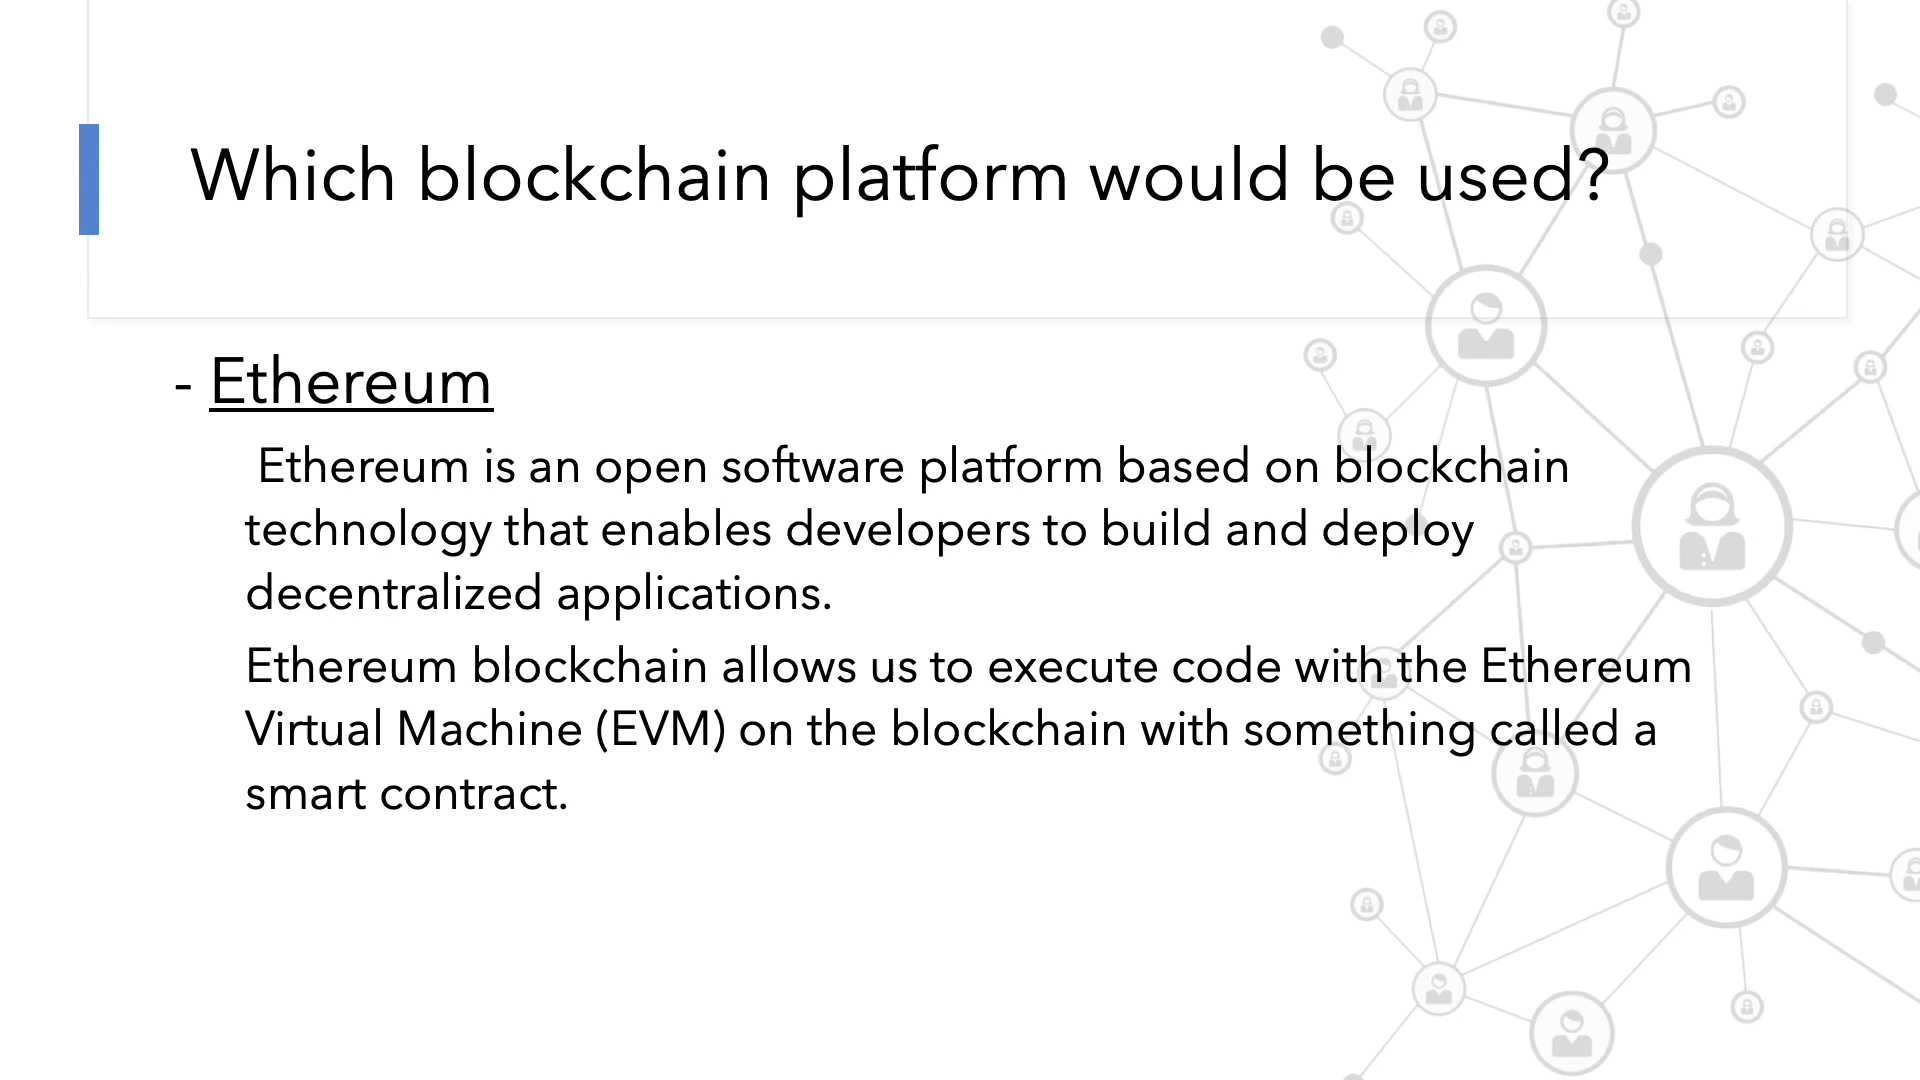 Which blockchain platform would be used?
- Ethereum
Ethereum is an open software platform based on blockchain
technology that enables developers to build and deploy
decentralized applications.
Ethereum blockchain allows us to execute code with the Ethereum
Virtual Machine (EVM) on the blockchain with something called a
smart contract.